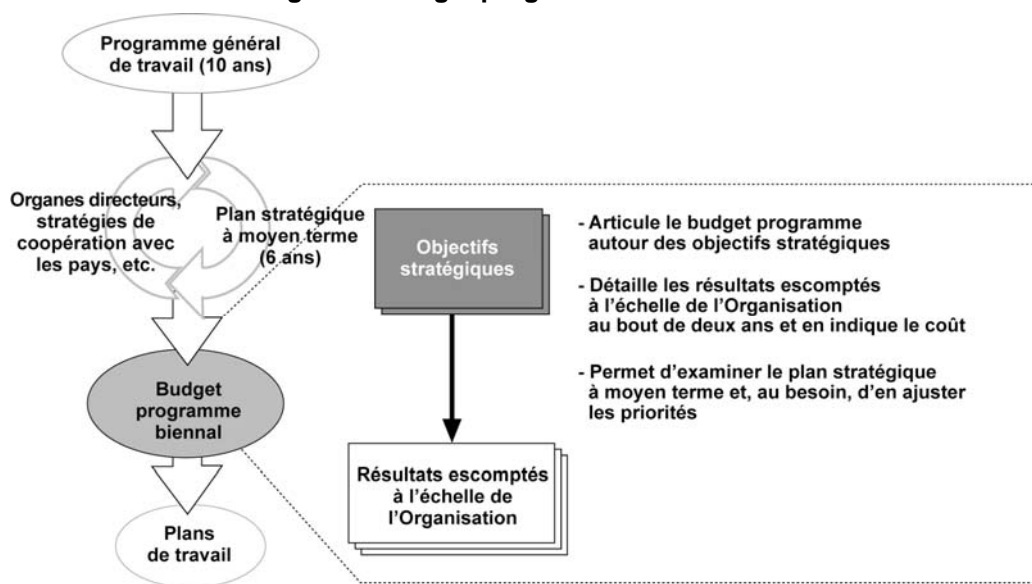 Programme général
de travail (10 ans)
Organes directeurs,
stratégies de
coopération avec
les pays, etc.
Plan stratégique
à moyen terme
(6 ans)
Budget
programme
biennal
Plans
de travail
Objectifs
stratégiques
Résultats escomptés
à l'échelle de
l'Organisation
- Articule le budget programme
autour des objectifs stratégiques
- Détaille les résultats escomptés
à l'échelle de l'Organisation
au bout de deux ans et en indique le coût
- Permet d'examiner le plan stratégique
à moyen terme et, au besoin, d'en ajuster
les priorités